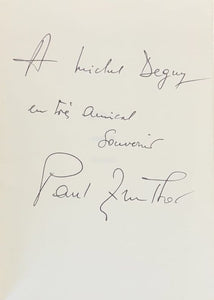 A Michel Deguy
en très amical
souvenir
Paul Zumthor